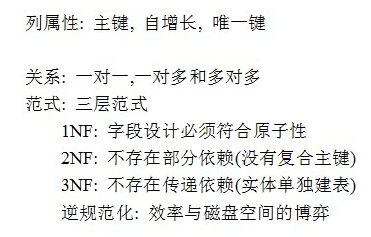 列属性: 主键, 自增长, 唯一键
关系: 一对一,一对多和多对多
范式: 三层范式
1NF: 字段设计必须符合原子性
2NF: 不存在部分依赖(没有复合主键)
3NF: 不存在传递依赖(实体单独建表)
逆规范化: 效率与磁盘空间的博弈